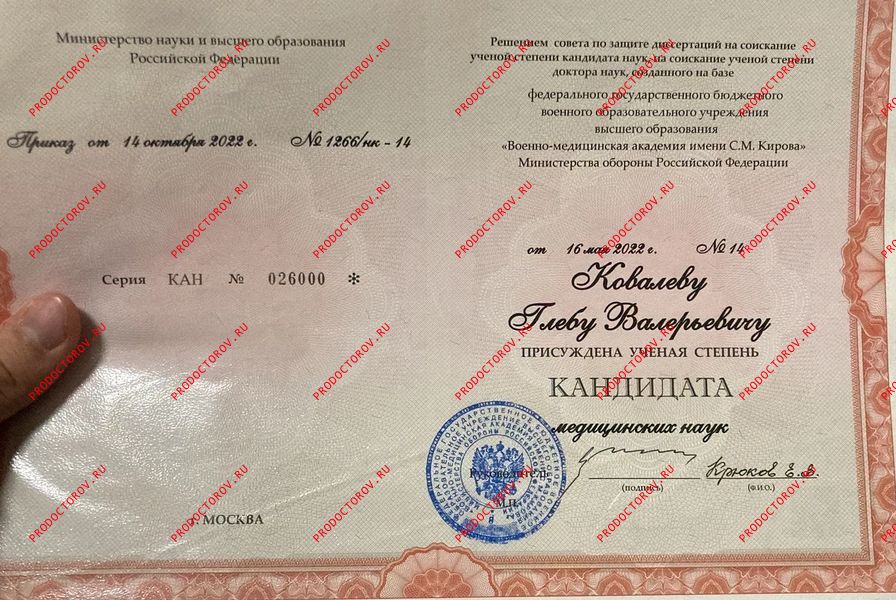 Министерство науки и высшего образования
Российской Федерации
Приказ от 14 октября 2022 г. № 1266/нк - 14
Серия КАН № 026000 *
г. МОСКВА
Решением совета по защите диссертаций на соискание
ученой степени кандидата наук, на соискание ученой степени
доктора наук, созданного на базе
федерального государственного бюджетного
военного образовательного учреждения
высшего образования
«Военно-медицинская академия имени С.М. Кирова»
Министерства обороны Российской Федерации
от 16 мая 2022 г. № 14
Ковалеву
Глебу Валерьевичу
ПРИСУЖДЕНА УЧЕНАЯ СТЕПЕНЬ
КАНДИДАТА
медицинских наук
Руководитель
Крюков Е.В.
(подпись) (Ф.И.О.)
М.П.
PRODOCTOROV.RU